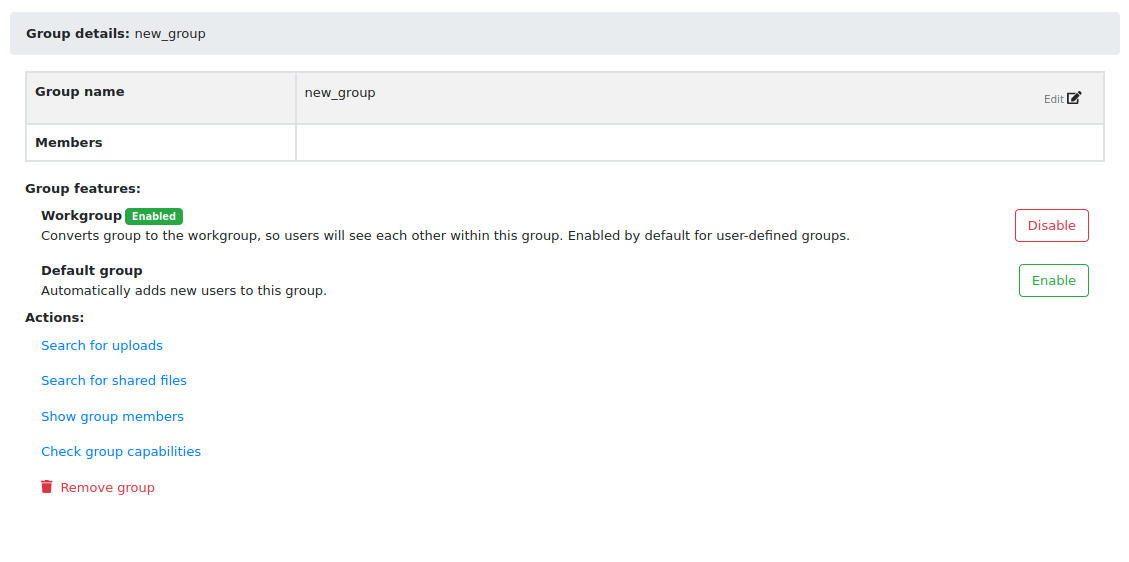 Group details: new_group
Group name new_group Edit
Members
Group features:
Workgroup Enabled
Converts group to the workgroup, so users will see each other within this group. Enabled by default for user-defined groups.
Disable
Default group
Automatically adds new users to this group.
Enable
Actions:
Search for uploads
Search for shared files
Show group members
Check group capabilities
Remove group